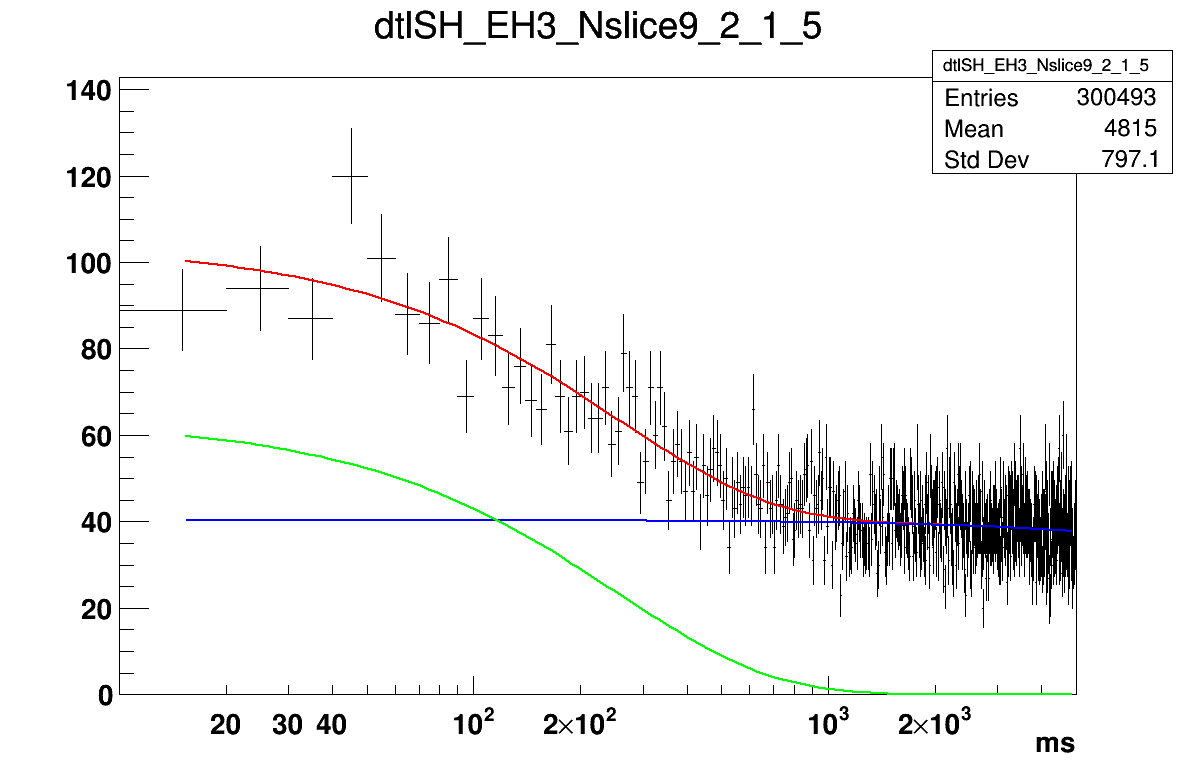 dtlSH_EH3_Nslice9_2_1_5
dtlSH_EH3_Nslice9_2_1_5
Entries 300493
Mean 4815
Std Dev 797.1
140
120
100
80
60
40
20
0
20 30 40 10² 2×10² 10³ 2×10³
ms